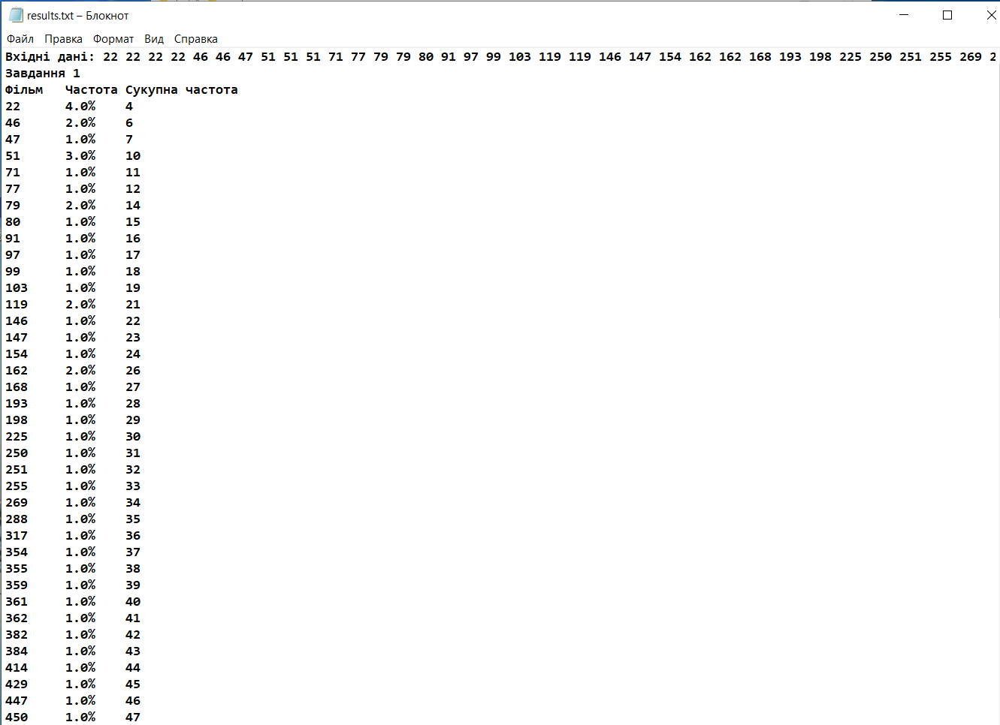 results.txt – Блокнот
Файл Правка Формат Вид Справка
Вхідні дані: 22 22 22 22 46 46 47 51 51 51 71 77 79 79 80 91 97 99 103 119 119 146 147 154 162 162 168 193 198 225 250 251 255 269 2
Завдання 1
Фільм Частота Сукупна частота
22 4.0% 4
46 2.0% 6
47 1.0% 7
51 3.0% 10
71 1.0% 11
77 1.0% 12
79 2.0% 14
80 1.0% 15
91 1.0% 16
97 1.0% 17
99 1.0% 18
103 1.0% 19
119 2.0% 21
146 1.0% 22
147 1.0% 23
154 1.0% 24
162 2.0% 26
168 1.0% 27
193 1.0% 28
198 1.0% 29
225 1.0% 30
250 1.0% 31
251 1.0% 32
255 1.0% 33
269 1.0% 34
288 1.0% 35
317 1.0% 36
354 1.0% 37
355 1.0% 38
359 1.0% 39
361 1.0% 40
362 1.0% 41
382 1.0% 42
384 1.0% 43
414 1.0% 44
429 1.0% 45
447 1.0% 46
450 1.0% 47